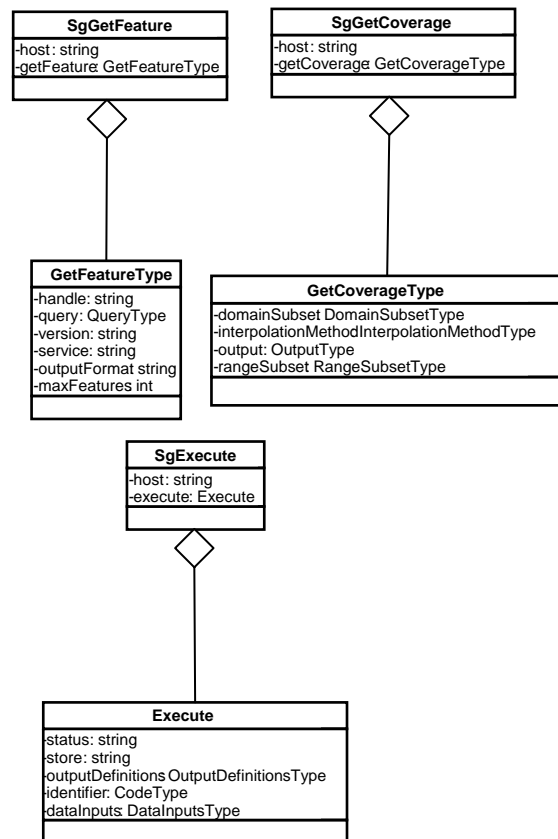 SgGetFeature
-host: string
-getFeature: GetFeatureType
SgGetCoverage
-host: string
-getCoverage: GetCoverageType
GetFeatureType
-handle: string
-query: QueryType
-version: string
-service: string
-outputFormat string
-maxFeatures int
GetCoverageType
-domainSubset DomainSubsetType
-interpolationMethodInterpolationMethodType
-output: OutputType
-rangeSubset RangeSubsetType
SgExecute
-host: string
-execute: Execute
Execute
-status: string
-store: string
-outputDefinitions OutputDefinitionsType
-identifier: CodeType
-dataInputs: DataInputsType